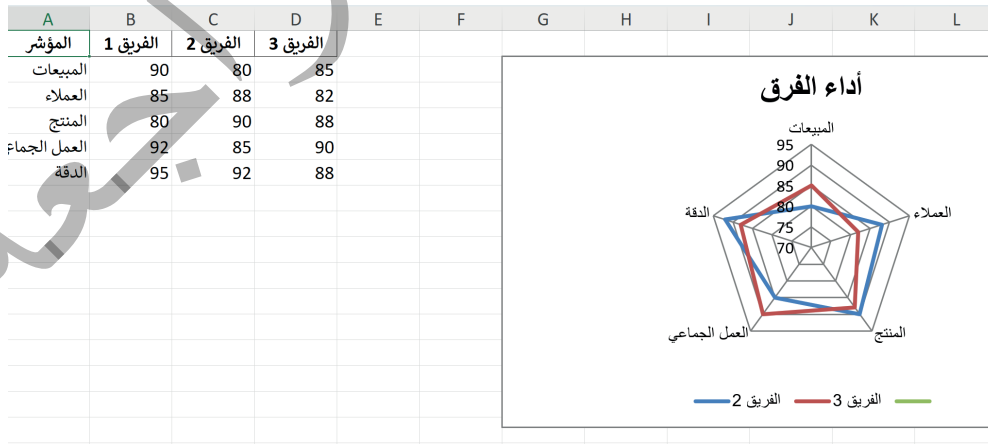 A B C D E F G H I J K L
المؤشر الفريق 1 الفريق 2 الفريق 3
المبيعات 90 80 85
العملاء 85 88 82
المنتج 80 90 88
العمل الجماع 92 85 90
الدقة 95 92 88
أداء الفرق
المبيعات
95
90
85
80
75
70
العملاء
المنتج
العمل الجماعي
الدقة
الفريق 2 الفريق 3